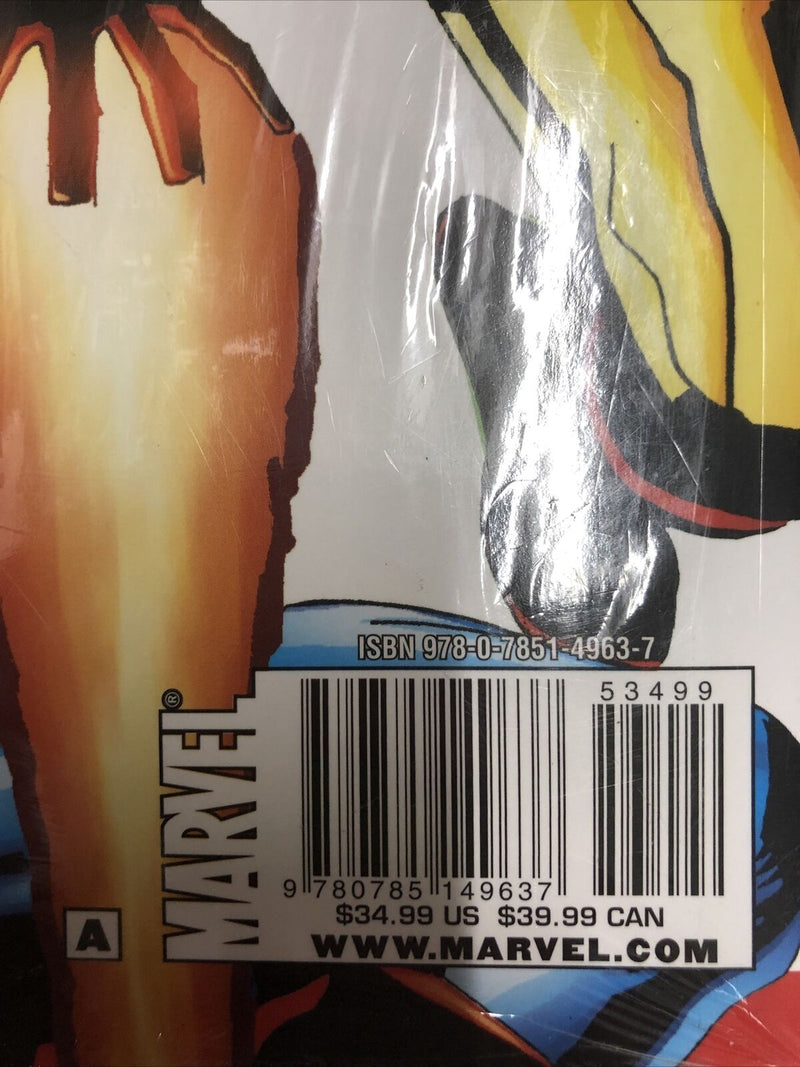 ISBN 978-0-7851-4963-7
53499
MARVEL®
9 780785 149637
$34.99 US $39.99 CAN
A
WWW.MARVEL.COM